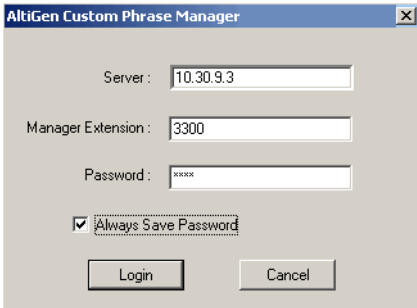 AltiGen Custom Phrase Manager
Server : 10.30.9.3
Manager Extension : 3300
Password : ****
Always Save Password
Login Cancel